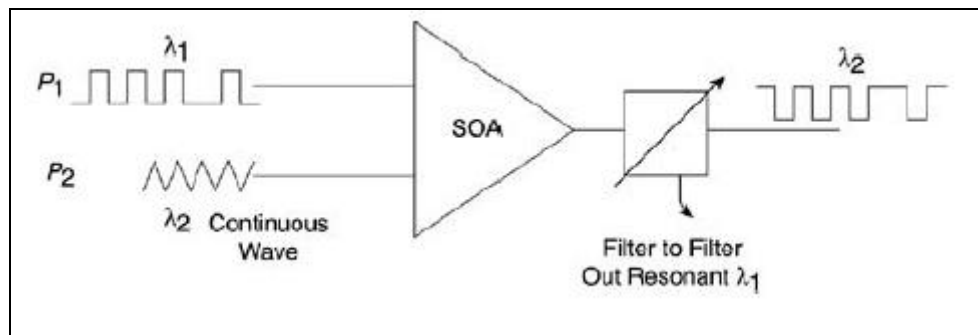 λ1
P1
SOA
λ2
P2
λ2 Continuous
Wave
Filter to Filter
Out Resonant λ1